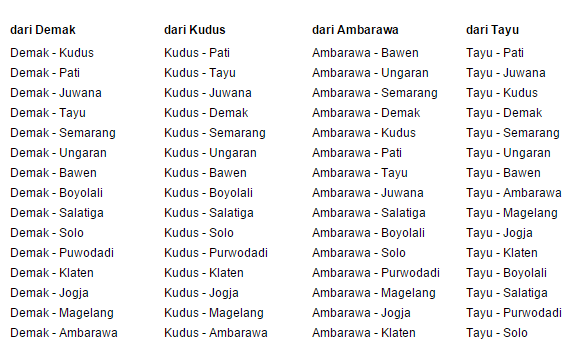 dari Demak
Demak - Kudus
Demak - Pati
Demak - Juwana
Demak - Tayu
Demak - Semarang
Demak - Ungaran
Demak - Bawen
Demak - Boyolali
Demak - Salatiga
Demak - Solo
Demak - Puwodadi
Demak - Klaten
Demak - Jogja
Demak - Magelang
Demak - Ambarawa
dari Kudus
Kudus - Pati
Kudus - Tayu
Kudus - Juwana
Kudus - Demak
Kudus - Semarang
Kudus - Ungaran
Kudus - Bawen
Kudus - Boyolali
Kudus - Salatiga
Kudus - Solo
Kudus - Purwodadi
Kudus - Klaten
Kudus - Jogja
Kudus - Magelang
Kudus - Ambarawa
dari Ambarawa
Ambarawa - Bawen
Ambarawa - Ungaran
Ambarawa - Semarang
Ambarawa - Demak
Ambarawa - Kudus
Ambarawa - Pati
Ambarawa - Tayu
Ambarawa - Juwana
Ambarawa - Salatiga
Ambarawa - Boyolali
Ambarawa - Solo
Ambarawa - Purwodadi
Ambarawa - Magelang
Ambarawa - Jogja
Ambarawa - Klaten
dari Tayu
Tayu - Pati
Tayu - Juwana
Tayu - Kudus
Tayu - Demak
Tayu - Semarang
Tayu - Ungaran
Tayu - Bawen
Tayu - Ambarawa
Tayu - Magelang
Tayu - Jogja
Tayu - Klaten
Tayu - Boyolali
Tayu - Salatiga
Tayu - Purwodadi
Tayu - Solo